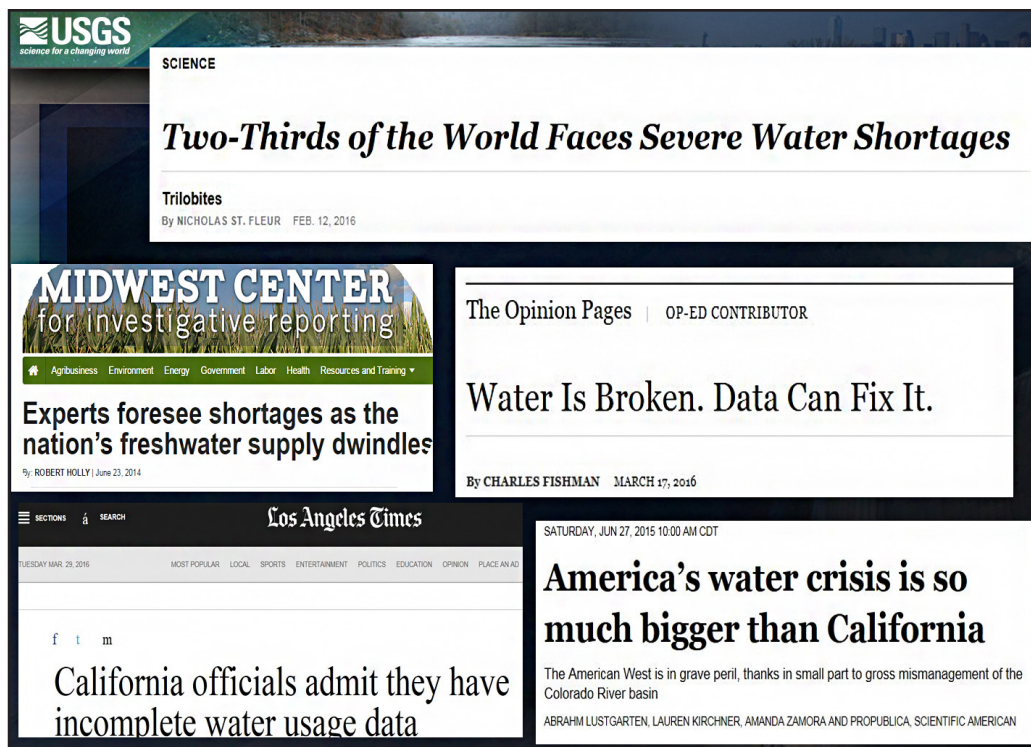 USGS
science for a changing world
SCIENCE
Two-Thirds of the World Faces Severe Water Shortages
Trilobites
By NICHOLAS ST. FLEUR FEB. 12, 2016
MIDWEST CENTER
for investigative reporting
Agribusiness Environment Energy Government Labor Health Resources and Training
Experts foresee shortages as the
nation's freshwater supply dwindles
By: ROBERT HOLLY | June 23, 2014
The Opinion Pages | OP-ED CONTRIBUTOR
Water Is Broken. Data Can Fix It.
By CHARLES FISHMAN MARCH 17, 2016
SECTIONS á SEARCH Los Angeles Times
TUESDAY MAR. 29, 2016 MOST POPULAR LOCAL SPORTS ENTERTAINMENT POLITICS EDUCATION OPINION PLACE AN AD
f t m
California officials admit they have
incomplete water usage data
SATURDAY, JUN 27, 2015 10:00 AM CDT
America's water crisis is so
much bigger than California
The American West is in grave peril, thanks in small part to gross mismanagement of the
Colorado River basin
ABRAHM LUSTGARTEN, LAUREN KIRCHNER, AMANDA ZAMORA AND PROPUBLICA, SCIENTIFIC AMERICAN